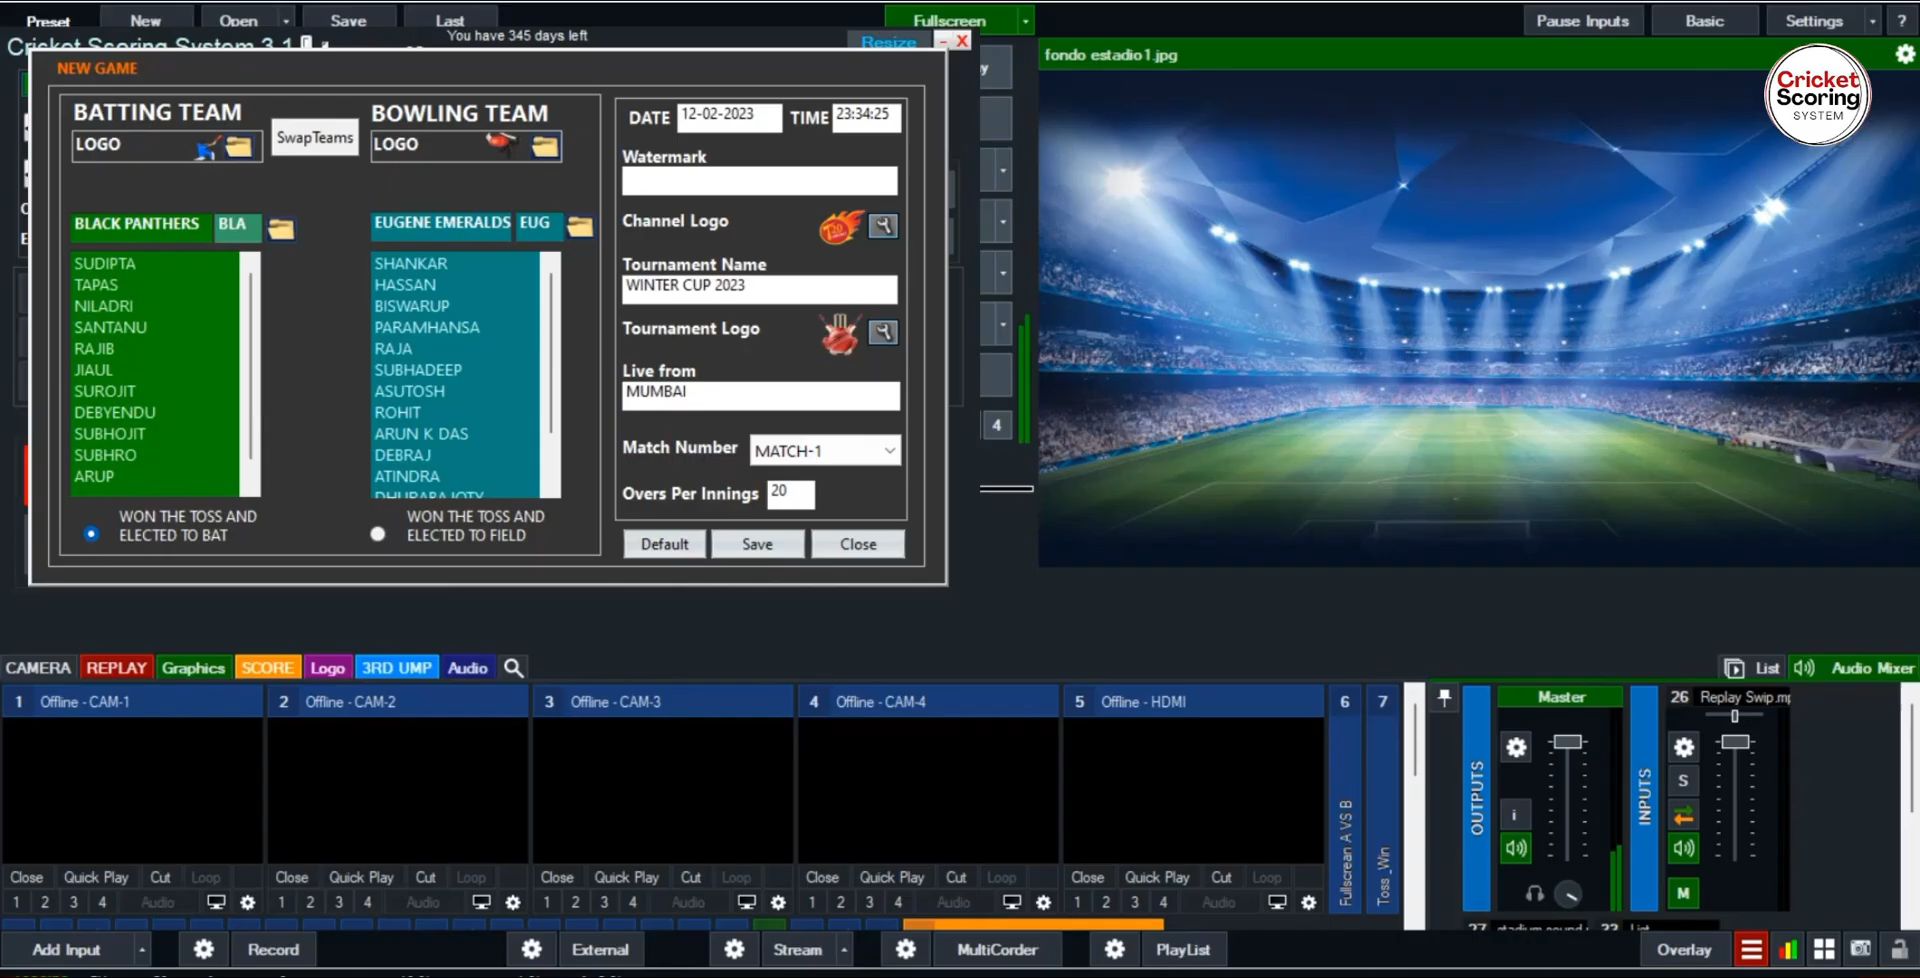 Preset New Open Save Last Fullscreen Pause Inputs Basic Settings ?
Cricket Scoring System 3.1
You have 345 days left
Resize - X
NEW GAME
BATTING TEAM
LOGO
SwapTeams
BOWLING TEAM
LOGO
BLACK PANTHERS BLA
SUDIPTA
TAPAS
NILADRI
SANTANU
RAJIB
JIAUL
SUROJIT
DEBYENDU
SUBHOJIT
SUBHRO
ARUP
WON THE TOSS AND
ELECTED TO BAT
EUGENE EMERALDS EUG
SHANKAR
HASSAN
BISWARUP
PARAMHANSA
RAJA
SUBHADEEP
ASUTOSH
ROHIT
ARUN K DAS
DEBRAJ
ATINDRA
WON THE TOSS AND
ELECTED TO FIELD
DATE 12-02-2023 TIME 23:34:25
Watermark
Channel Logo
T20
Tournament Name
WINTER CUP 2023
Tournament Logo
Live from
MUMBAI
Match Number MATCH-1
Overs Per Innings 20
Default Save Close
4
fondo estadio1.jpg
Cricket
Scoring
SYSTEM
CAMERA REPLAY Graphics SCORE Logo 3RD UMP Audio
List Audio Mixer
1 Offline - CAM-1
Close Quick Play Cut Loop
1 2 3 4 Audio
2 Offline - CAM-2
Close Quick Play Cut Loop
1 2 3 4 Audio
3 Offline - CAM-3
Close Quick Play Cut Loop
1 2 3 4 Audio
4 Offline - CAM-4
Close Quick Play Cut Loop
1 2 3 4 Audio
5 Offline - HDMI
Close Quick Play Cut Loop
1 2 3 4 Audio
6
Fullscrean A VS B
7
Toss_Win
OUTPUTS
Master
i
INPUTS
26 Replay Swip.mp
S
M
Add Input Record External Stream MultiCorder PlayList Overlay